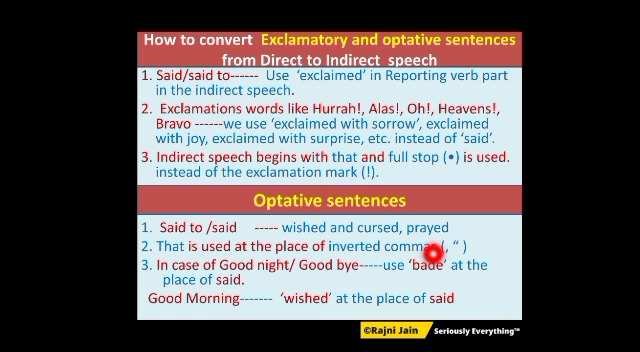 How to convert Exclamatory and optative sentences
from Direct to Indirect speech
1. Said/said to------ Use ‘exclaimed’ in Reporting verb part
in the indirect speech.
2. Exclamations words like Hurrah!, Alas!, Oh!, Heavens!,
Bravo ------we use ‘exclaimed with sorrow’, exclaimed
with joy, exclaimed with surprise, etc. instead of ‘said’.
3. Indirect speech begins with that and full stop (•) is used.
instead of the exclamation mark (!).
Optative sentences
1. Said to /said ----- wished and cursed, prayed
2. That is used at the place of inverted commas (, “ )
3. In case of Good night/ Good bye-----use ‘bade’ at the
place of said.
Good Morning------- ‘wished’ at the place of said
©Rajni Jain Seriously Everything™